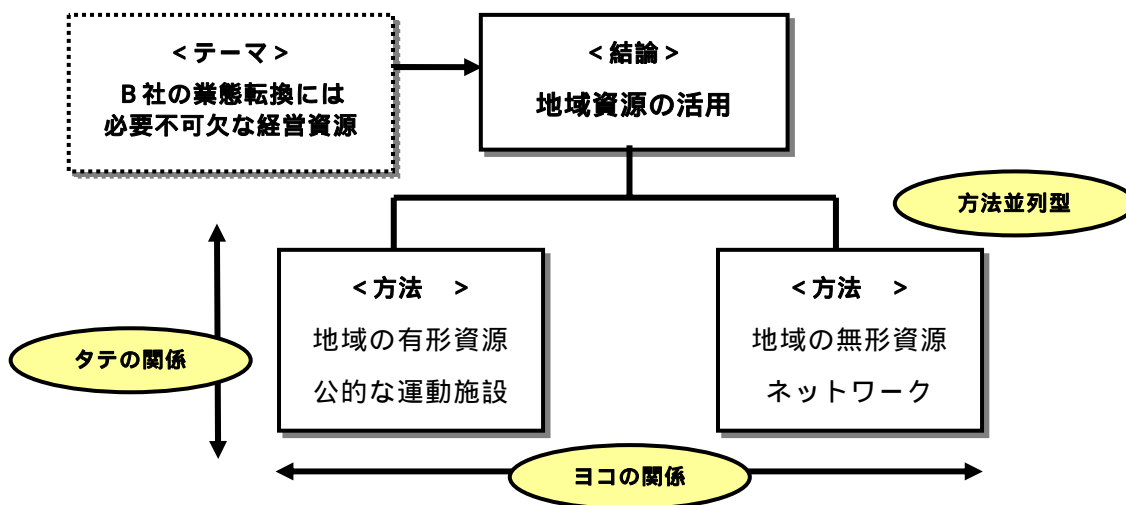 ＜テーマ＞
Ｂ社の業態転換には
必要不可欠な経営資源
＜結論＞
地域資源の活用
方法並列型
＜方法　＞
地域の有形資源
公的な運動施設
＜方法　＞
地域の無形資源
ネットワーク
タテの関係
ヨコの関係